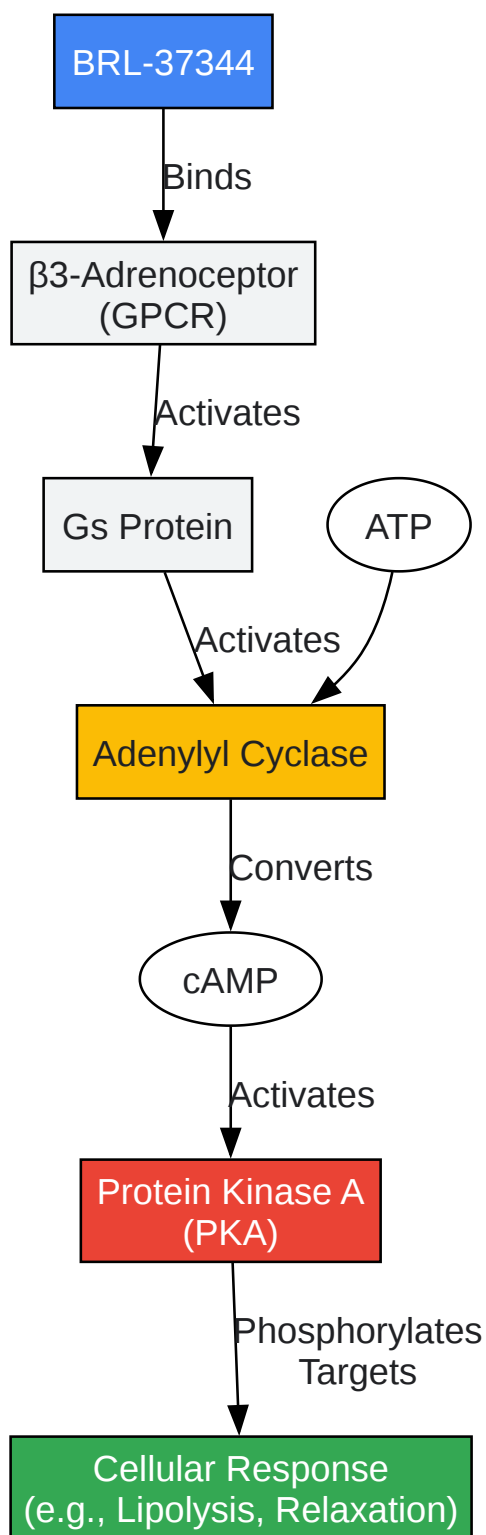 BRL-37344
Binds
β3-Adrenoceptor
(GPCR)
Activates
Gs Protein
ATP
Activates
Adenylyl Cyclase
Converts
cAMP
Activates
Protein Kinase A
(PKA)
Phosphorylates
Targets
Cellular Response
(e.g., Lipolysis, Relaxation)